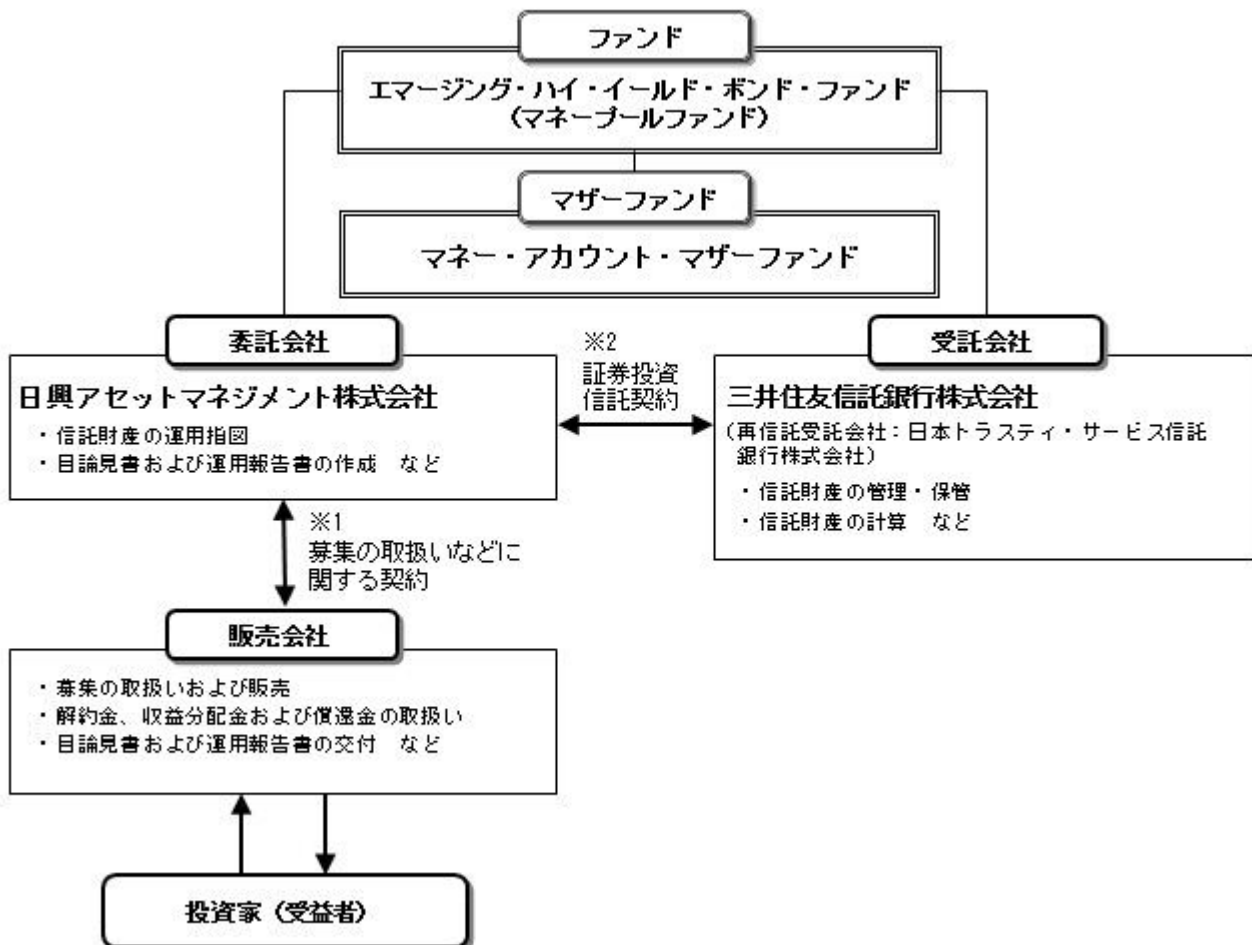 ファンド
エマージング・ハイ・イールド・ボンド・ファンド
(マネープールファンド)
マザーファンド
マネー・アカウント・マザーファンド
委託会社
日興アセットマネジメント株式会社
・信託財産の運用指図
・目論見書および運用報告書の作成 など
※2
証券投資
信託契約
受託会社
三井住友信託銀行株式会社
(再信託受託会社:日本トラスティ・サービス信託
銀行株式会社)
・信託財産の管理・保管
・信託財産の計算 など
※1
募集の取扱いなどに
関する契約
販売会社
・募集の取扱いおよび販売
・解約金、収益分配金および償還金の取扱い
・目論見書および運用報告書の交付 など
投資家(受益者)